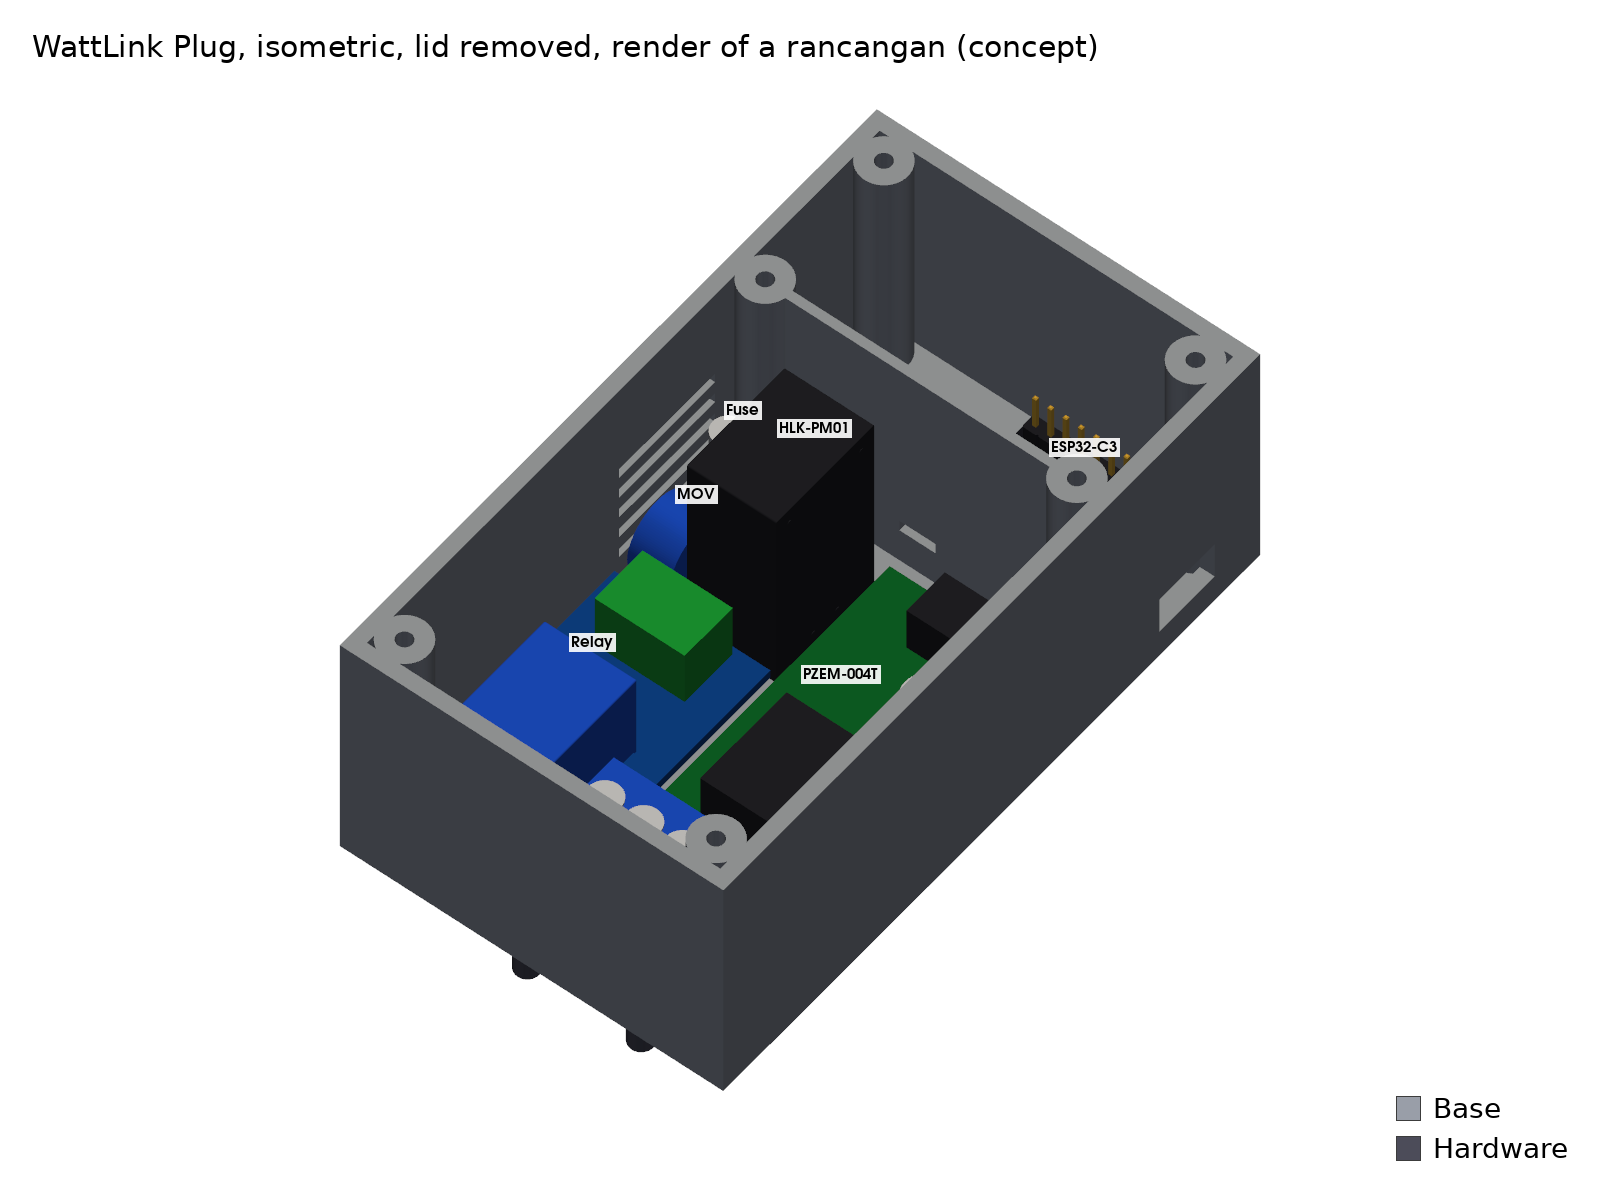 WattLink Plug, isometric, lid removed, render of a rancangan (concept)
Fuse
HLK-PM01
ESP32-C3
MOV
Relay
PZEM-004T
Base
Hardware